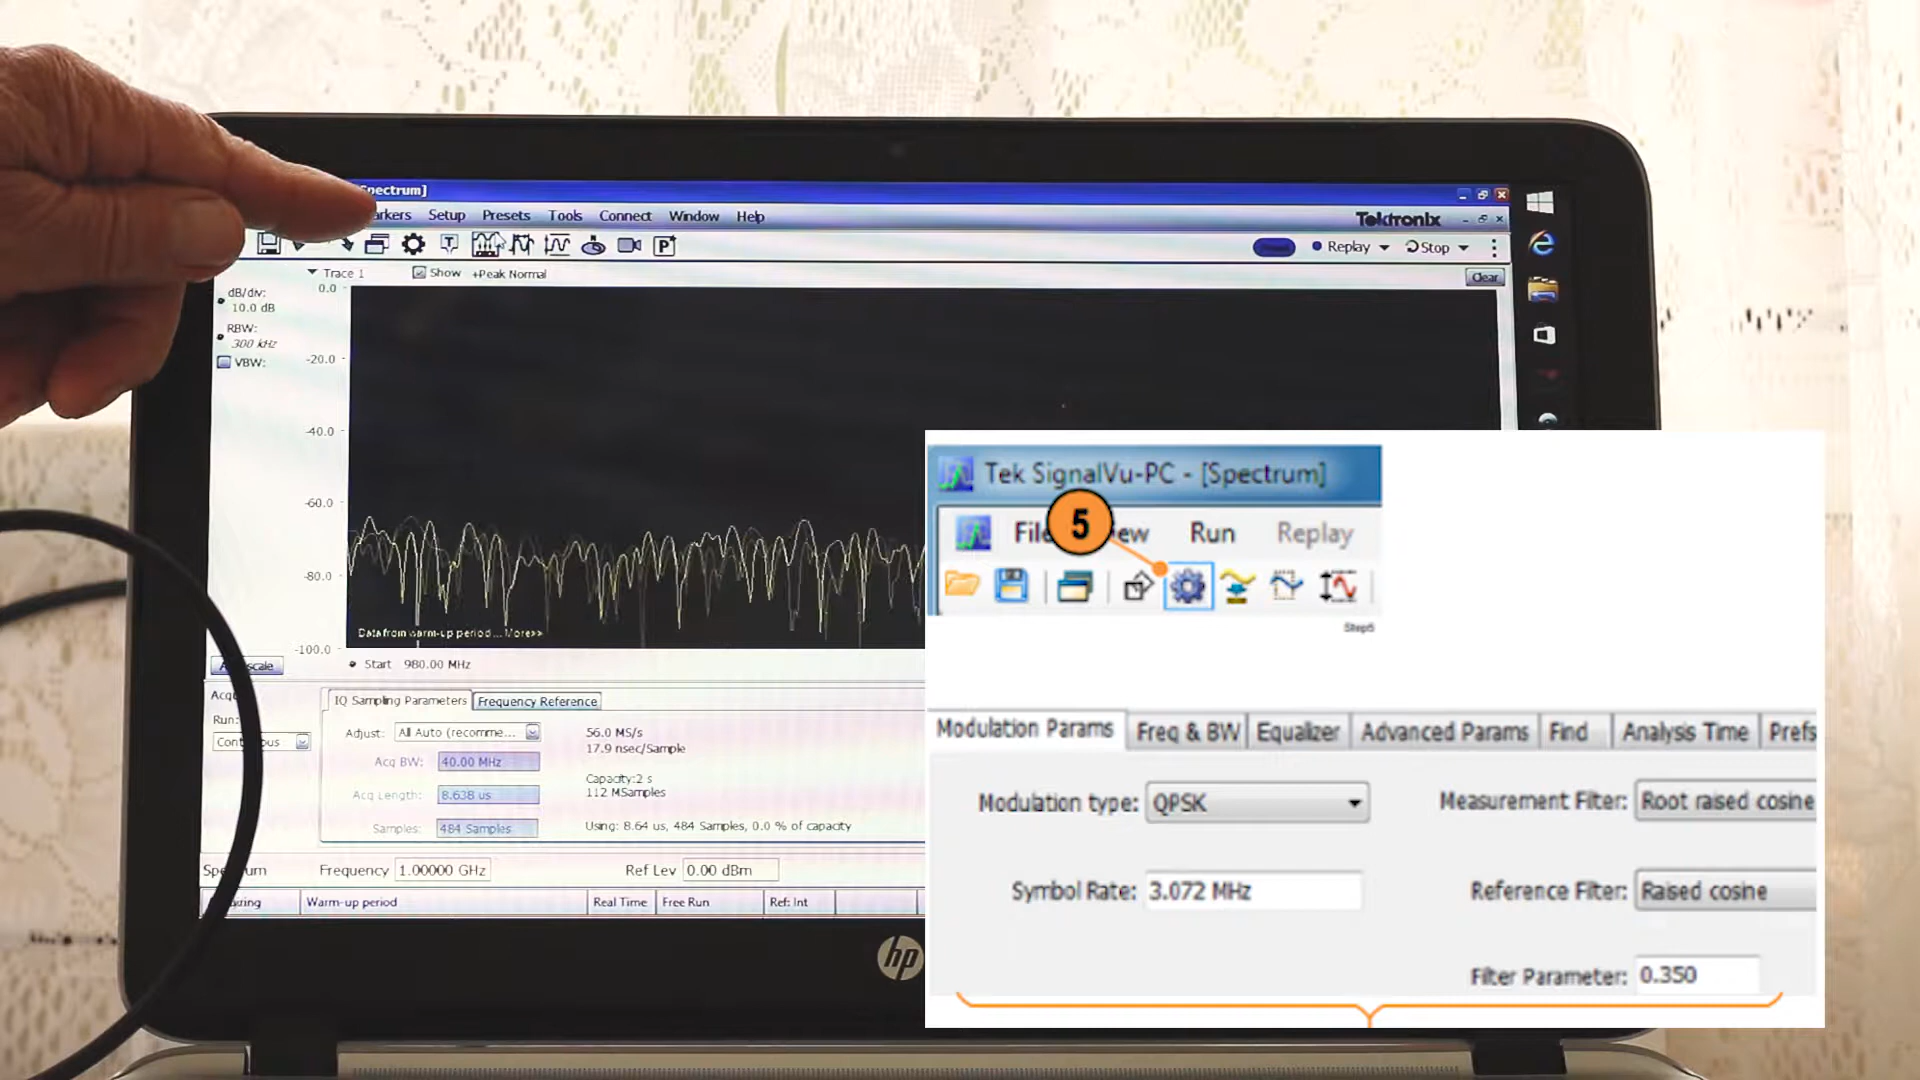 Spectrum]
arkers Setup Presets Tools Connect Window Help
Tektronix
T P
Replay Stop
Trace 1 Show +Peak Normal
Clear
dB/div:
10.0 dB
RBW:
300 kHz
VBW:
0.0
-20.0
-40.0
-60.0
-80.0
-100.0
Data from warm-up period... More>>
scale
Start 980.00 MHz
Acq
IQ Sampling Parameters Frequency Reference
Run:
Adjust: All Auto (recomme...
56.0 MS/s
17.9 nsec/Sample
Acq BW: 40.00 MHz
Capacity:2 s
112 MSamples
Acq Length: 8.638 us
Samples: 484 Samples
Using: 8.64 us, 484 Samples, 0.0 % of capacity
Frequency 1.00000 GHz Ref Lev 0.00 dBm
Warm-up period Real Time Free Run Ref: Int
hp
Tek SignalVu-PC - [Spectrum]
5
File ew Run Replay
Step5
Modulation Params Freq & BW Equalizer Advanced Params Find Analysis Time Prefs
Modulation type: QPSK Measurement Filter: Root raised cosine
Symbol Rate: 3.072 MHz Reference Filter: Raised cosine
Filter Parameter: 0.350